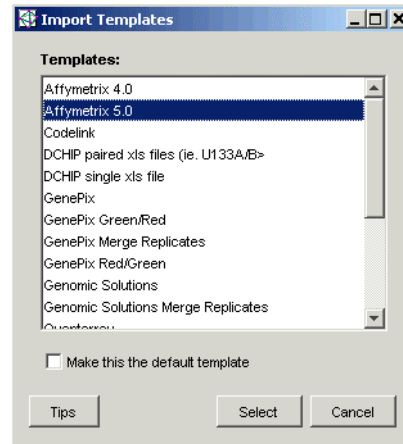 Import Templates
Templates:
Affymetrix 4.0
Affymetrix 5.0
Codelink
DCHIP paired xls files (ie. U133A/B>
DCHIP single xls file
GenePix
GenePix Green/Red
GenePix Merge Replicates
GenePix Red/Green
Genomic Solutions
Genomic Solutions Merge Replicates
Make this the default template
Tips
Select
Cancel